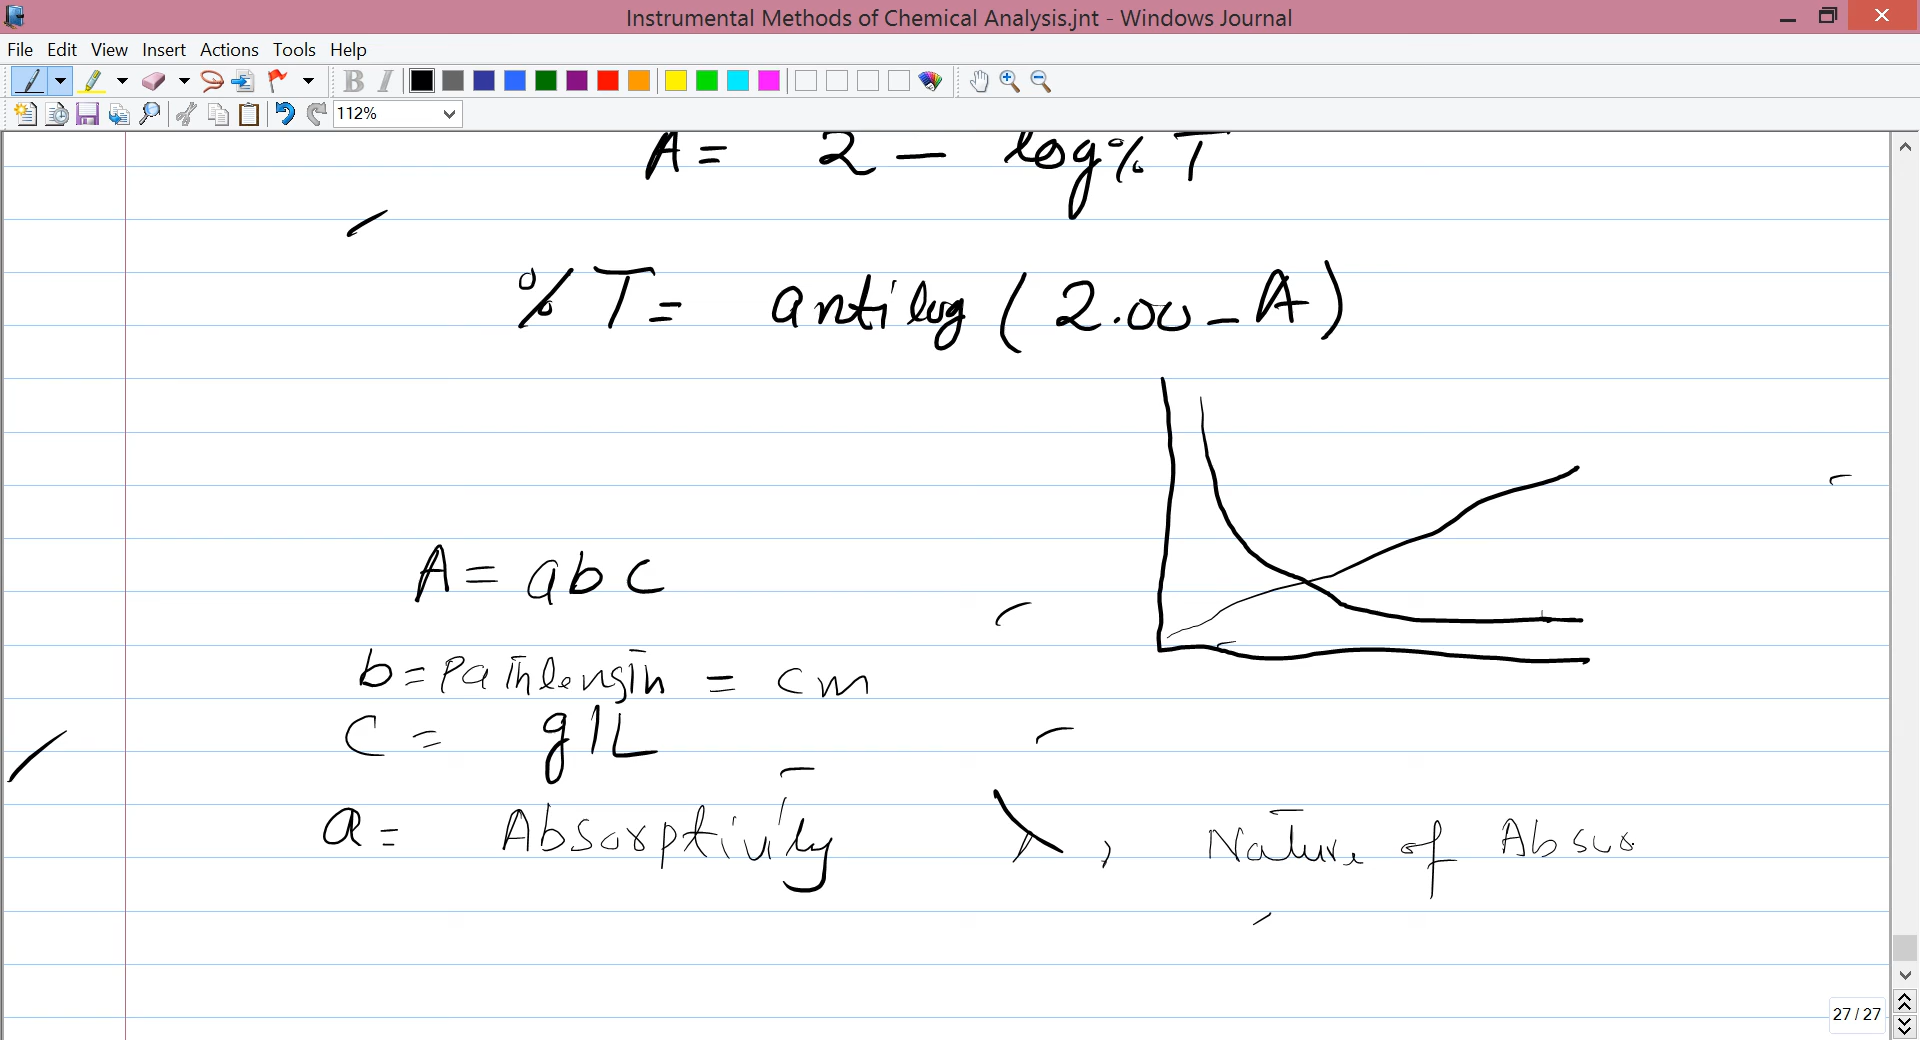 Instrumental Methods of Chemical Analysis.jnt - Windows Journal
File Edit View Insert Actions Tools Help
B I
112%
A = 2 - log % T
% T = antilog ( 2.00 - A )
A = abc
b = Pathlength = cm
C = g/L
a = Absorptivity λ, Nature of Abso
27 / 27